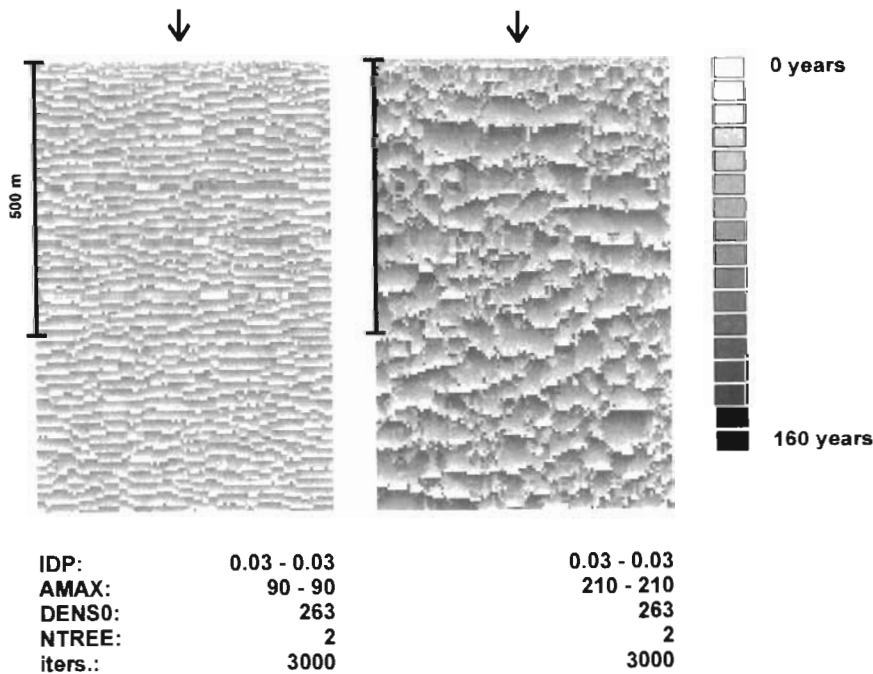 0 years
500 m
160 years
IDP: 0.03 - 0.03 0.03 - 0.03
AMAX: 90 - 90 210 - 210
DENS0: 263 263
NTREE: 2 2
iters.: 3000 3000